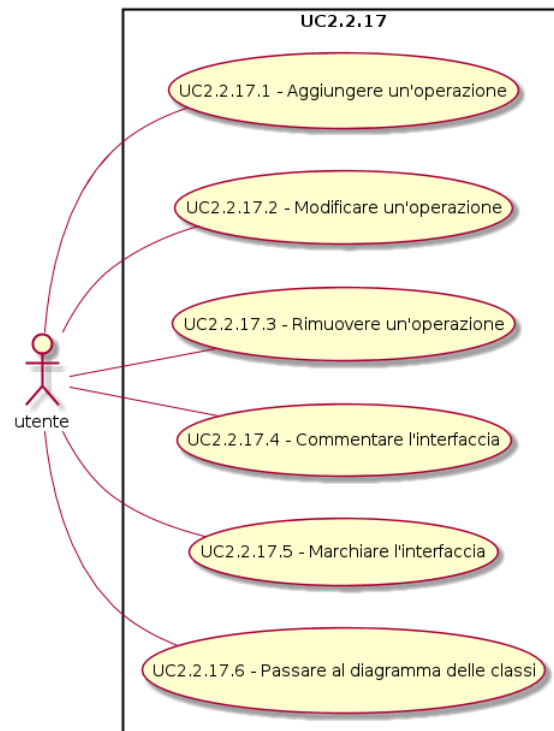 UC2.2.17
UC2.2.17.1 - Aggiungere un'operazione
UC2.2.17.2 - Modificare un'operazione
UC2.2.17.3 - Rimuovere un'operazione
utente
UC2.2.17.4 - Commentare l'interfaccia
UC2.2.17.5 - Marchiare l'interfaccia
UC2.2.17.6 - Passare al diagramma delle classi